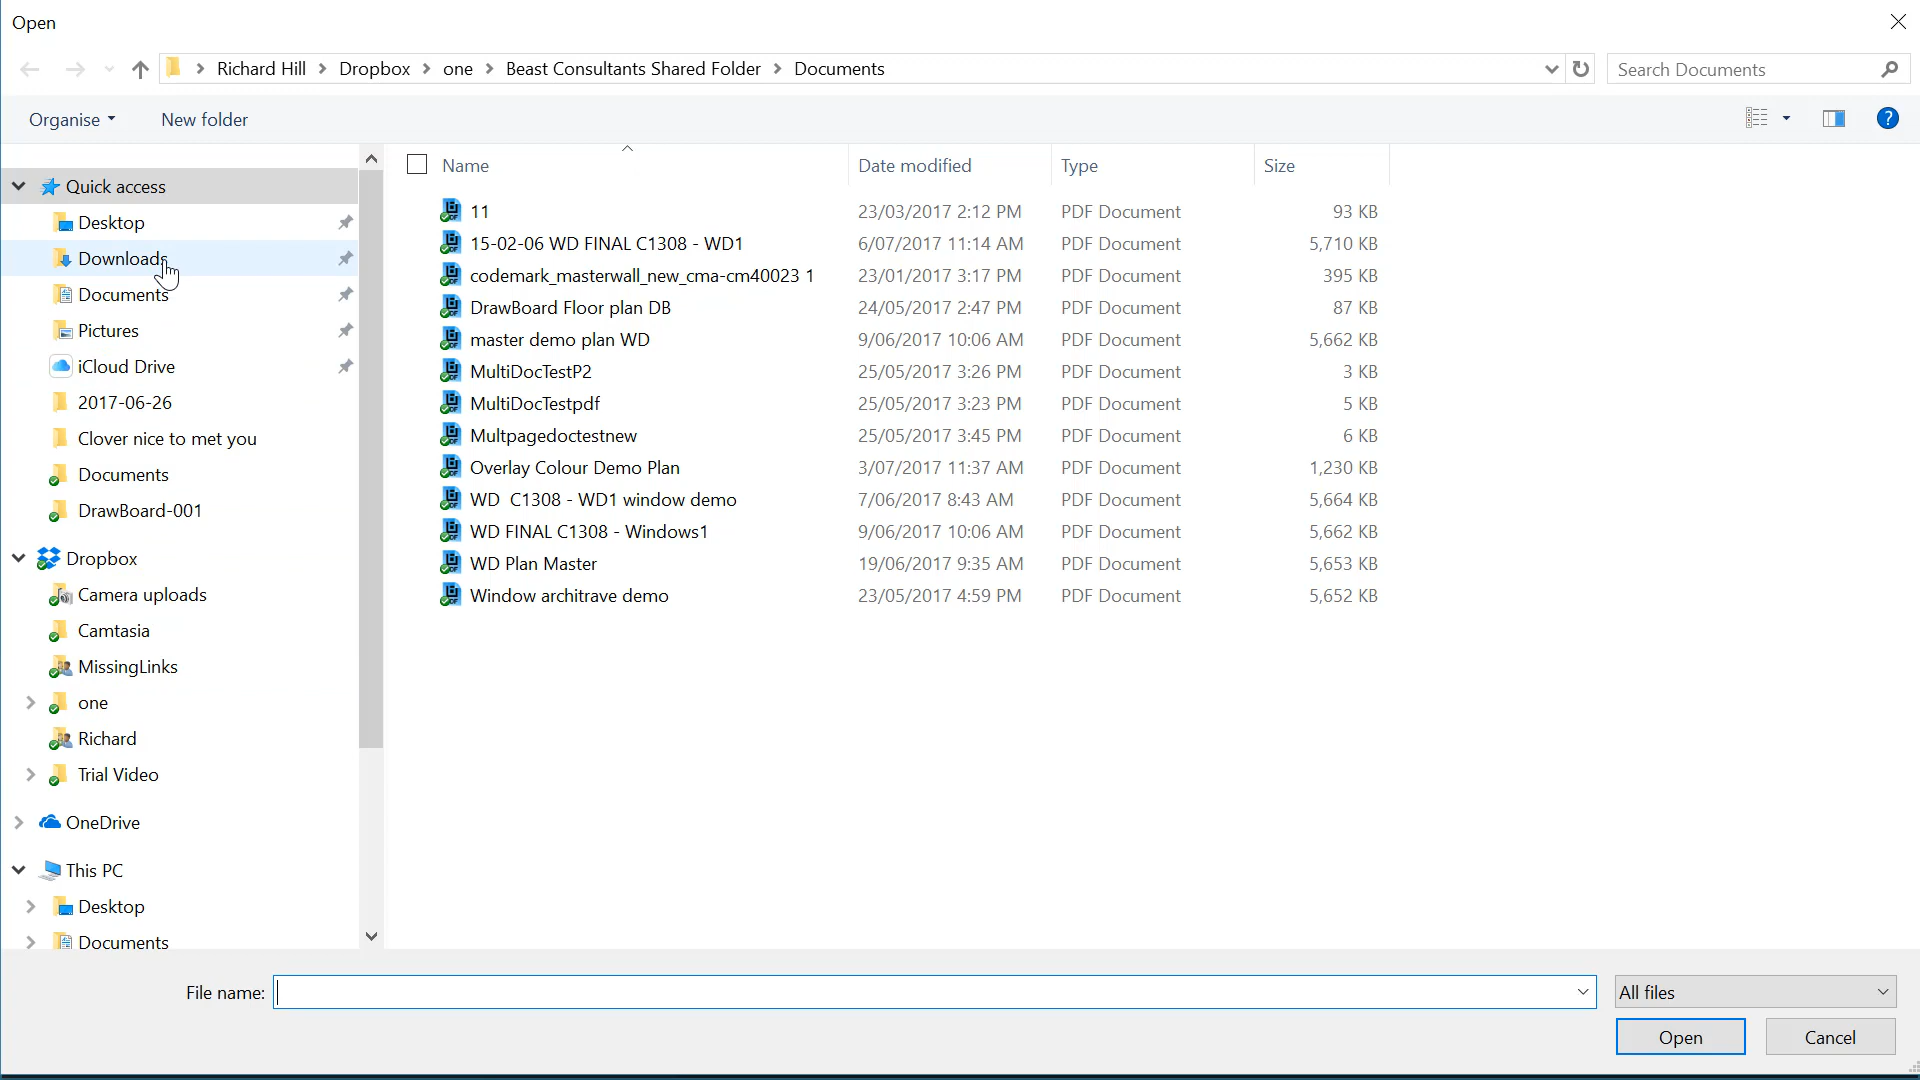 Open
Richard Hill > Dropbox > one > Beast Consultants Shared Folder > Documents
Search Documents
Organise
New folder
Quick access
Desktop
Downloads
Documents
Pictures
iCloud Drive
2017-06-26
Clover nice to met you
Documents
DrawBoard-001
Dropbox
Camera uploads
Camtasia
MissingLinks
one
Richard
Trial Video
OneDrive
This PC
Desktop
Documents
Name Date modified Type Size
11 23/03/2017 2:12 PM PDF Document 93 KB
15-02-06 WD FINAL C1308 - WD1 6/07/2017 11:14 AM PDF Document 5,710 KB
codemark_masterwall_new_cma-cm40023 1 23/01/2017 3:17 PM PDF Document 395 KB
DrawBoard Floor plan DB 24/05/2017 2:47 PM PDF Document 87 KB
master demo plan WD 9/06/2017 10:06 AM PDF Document 5,662 KB
MultiDocTestP2 25/05/2017 3:26 PM PDF Document 3 KB
MultiDocTestpdf 25/05/2017 3:23 PM PDF Document 5 KB
Multpagedoctestnew 25/05/2017 3:45 PM PDF Document 6 KB
Overlay Colour Demo Plan 3/07/2017 11:37 AM PDF Document 1,230 KB
WD  C1308 - WD1 window demo 7/06/2017 8:43 AM PDF Document 5,664 KB
WD FINAL C1308 - Windows1 9/06/2017 10:06 AM PDF Document 5,662 KB
WD Plan Master 19/06/2017 9:35 AM PDF Document 5,653 KB
Window architrave demo 23/05/2017 4:59 PM PDF Document 5,652 KB
File name:
All files
Open
Cancel